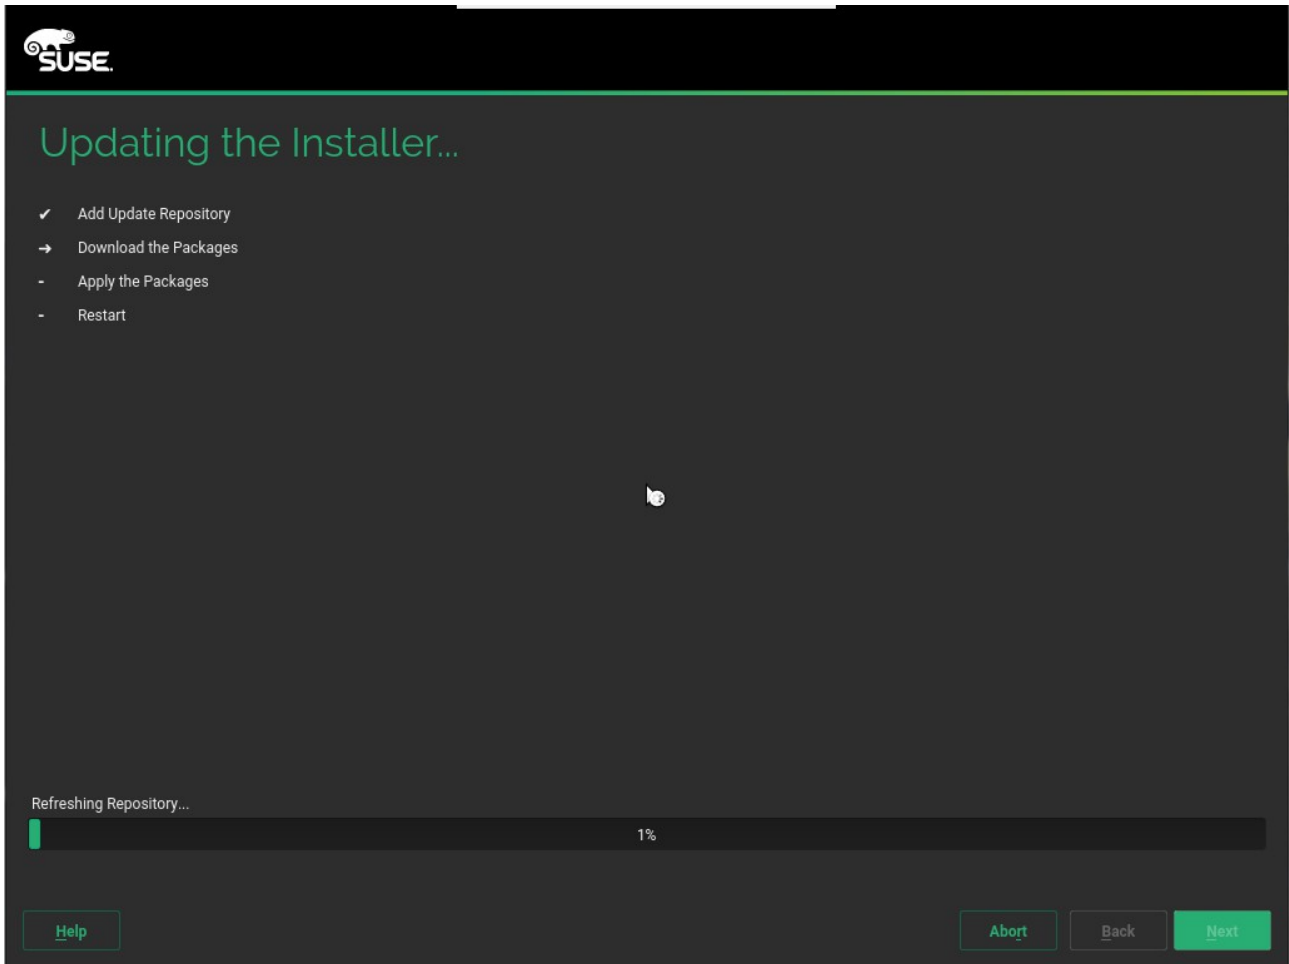 SUSE.
Updating the Installer...
✔ Add Update Repository
➔ Download the Packages
- Apply the Packages
- Restart
Refreshing Repository...
1%
Help Abort Back Next